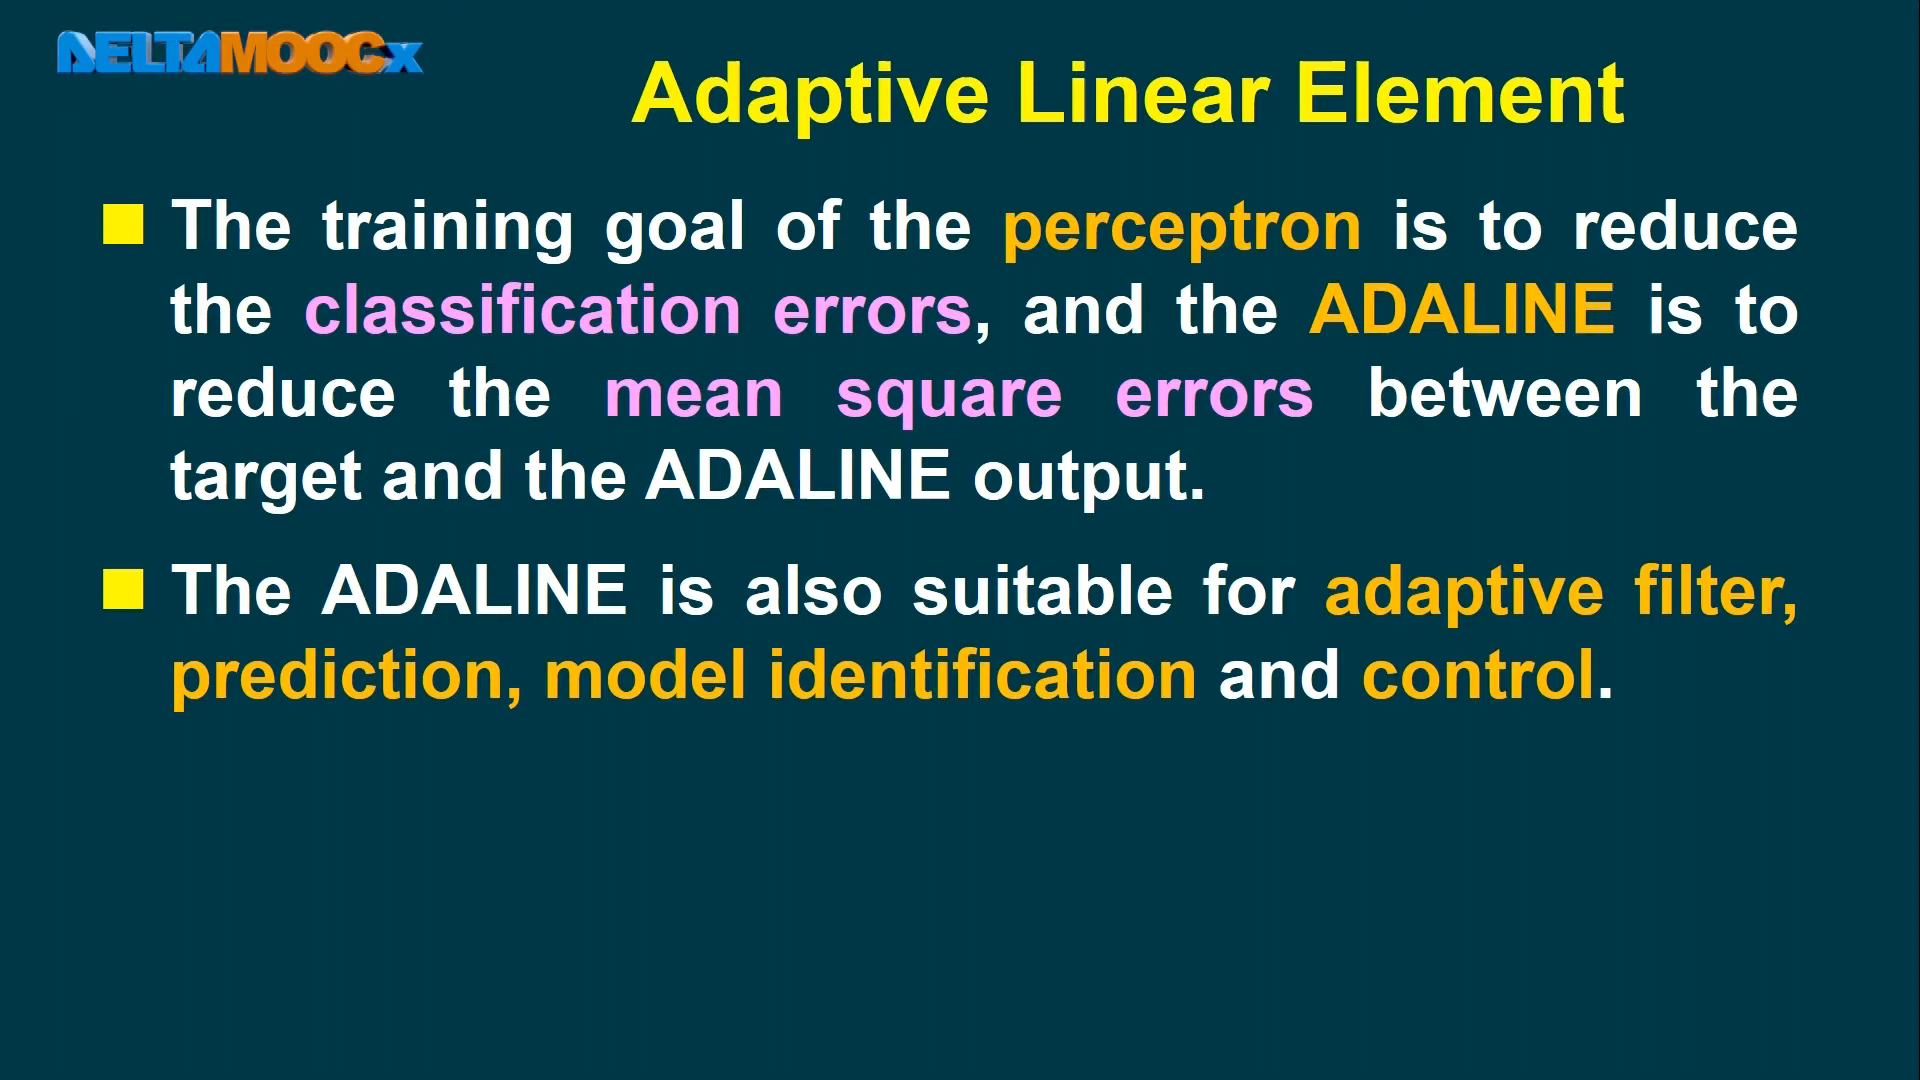 DELTAMOOCx
Adaptive Linear Element
The training goal of the perceptron is to reduce
the classification errors, and the ADALINE is to
reduce the mean square errors between the
target and the ADALINE output.
The ADALINE is also suitable for adaptive filter,
prediction, model identification and control.